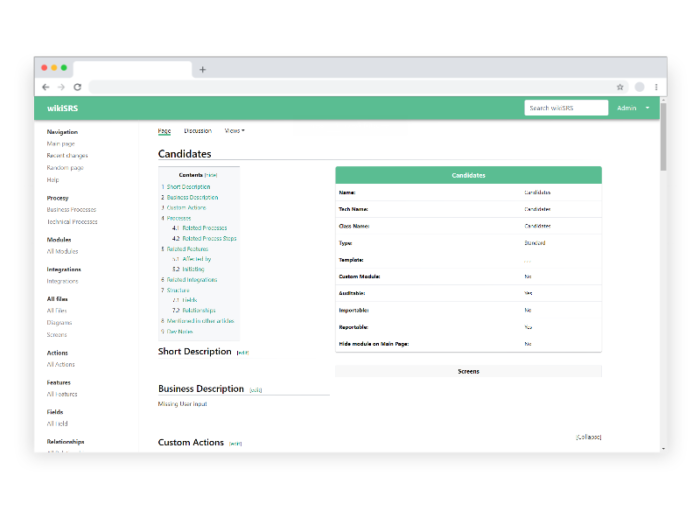 wikiSRS
Search wikiSRS
Admin
Navigation
Main page
Recent changes
Random page
Help
Process
Business Processes
Technical Processes
Modules
All Modules
Integrations
Integrations
All files
All Files
Diagrams
Screens
Actions
All Actions
Features
All Features
Fields
All Field
Relationships
Page Discussion Views
Candidates
Contents [hide]
1 Short Description
2 Business Description
3 Custom Actions
4 Processes
4.1 Related Processes
4.2 Related Process Steps
5 Related Features
5.1 Affected by
5.2 Initiating
6 Related Integrations
7 Structure
7.1 Fields
7.2 Relationships
8 Mentioned in other articles
9 Dev Notes
Short Description [edit]
Business Description [edit]
Missing User Input
Custom Actions [edit]
Candidates
Name: Candidates
Tech Name: Candidates
Class Name: Candidates
Type: Standard
Template:
Custom Module: No
Auditable: Yes
Importable: No
Reportable: Yes
Hide module on Main Page: No
Screens
[Collapse]